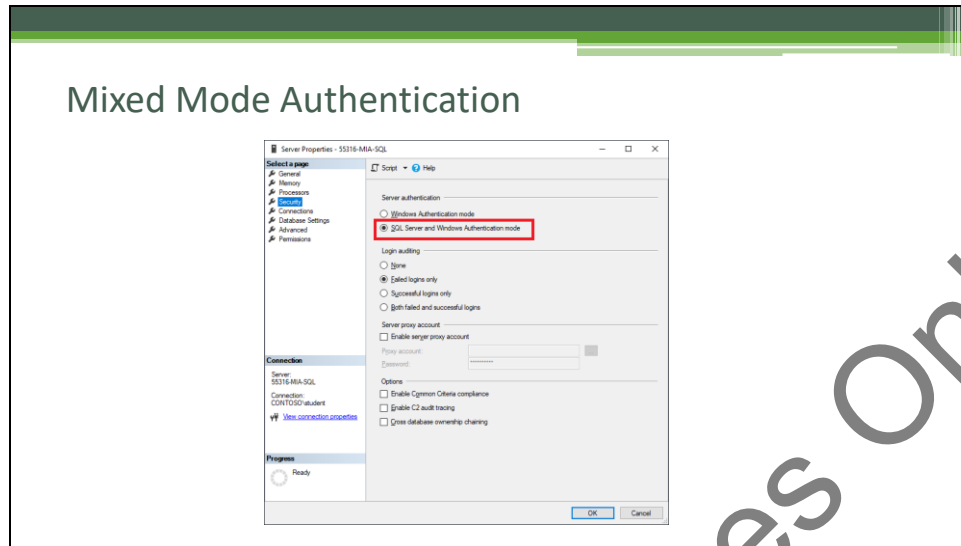 Mixed Mode Authentication
Server Properties - 55316-MIA-SQL
Select a page
General
Memory
Processors
Security
Connections
Database Settings
Advanced
Permissions
Script Help
Server authentication
Windows Authentication mode
SQL Server and Windows Authentication mode
Login auditing
None
Failed logins only
Successful logins only
Both failed and successful logins
Server proxy account
Enable server proxy account
Proxy account:
Password: **********
Options
Enable Common Criteria compliance
Enable C2 audit tracing
Cross database ownership chaining
Connection
Server:
55316-MIA-SQL
Connection:
CONTOSO\student
View connection properties
Progress
Ready
OK Cancel